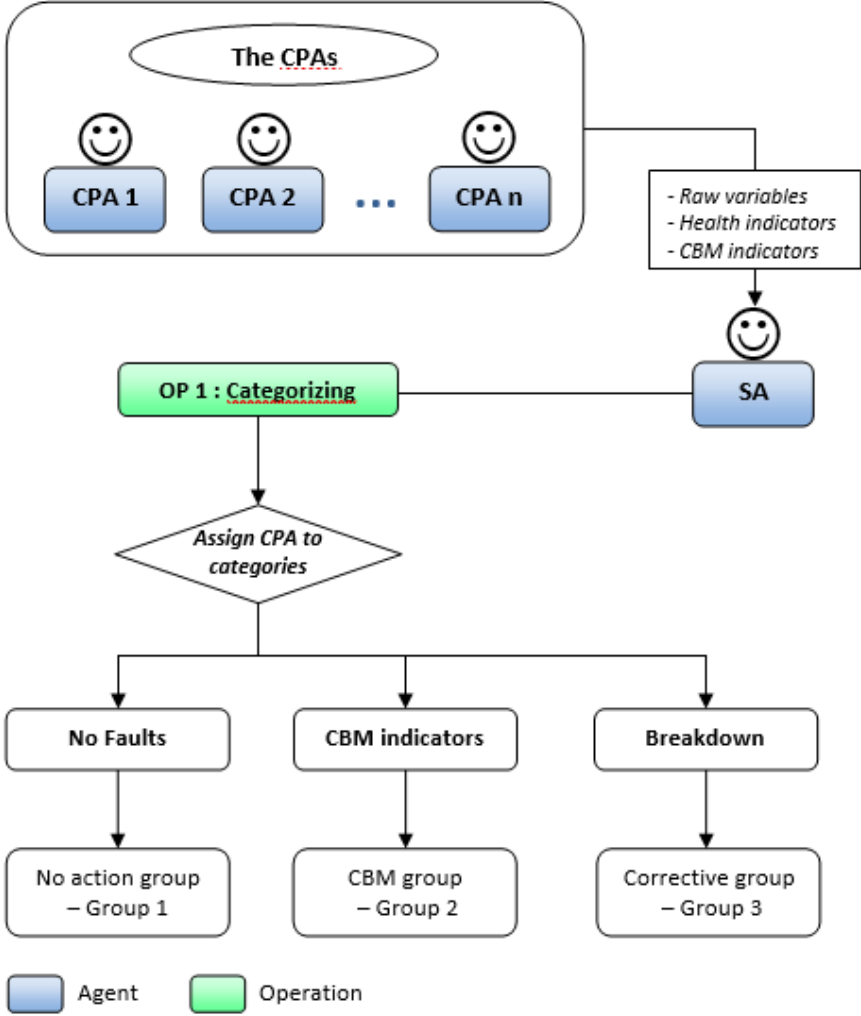 The CPAs
CPA 1
CPA 2
...
CPA n
- Raw variables
- Health indicators
- CBM indicators
SA
OP 1 : Categorizing
Assign CPA to
categories
No Faults
CBM indicators
Breakdown
No action group
– Group 1
CBM group
– Group 2
Corrective group
– Group 3
Agent
Operation